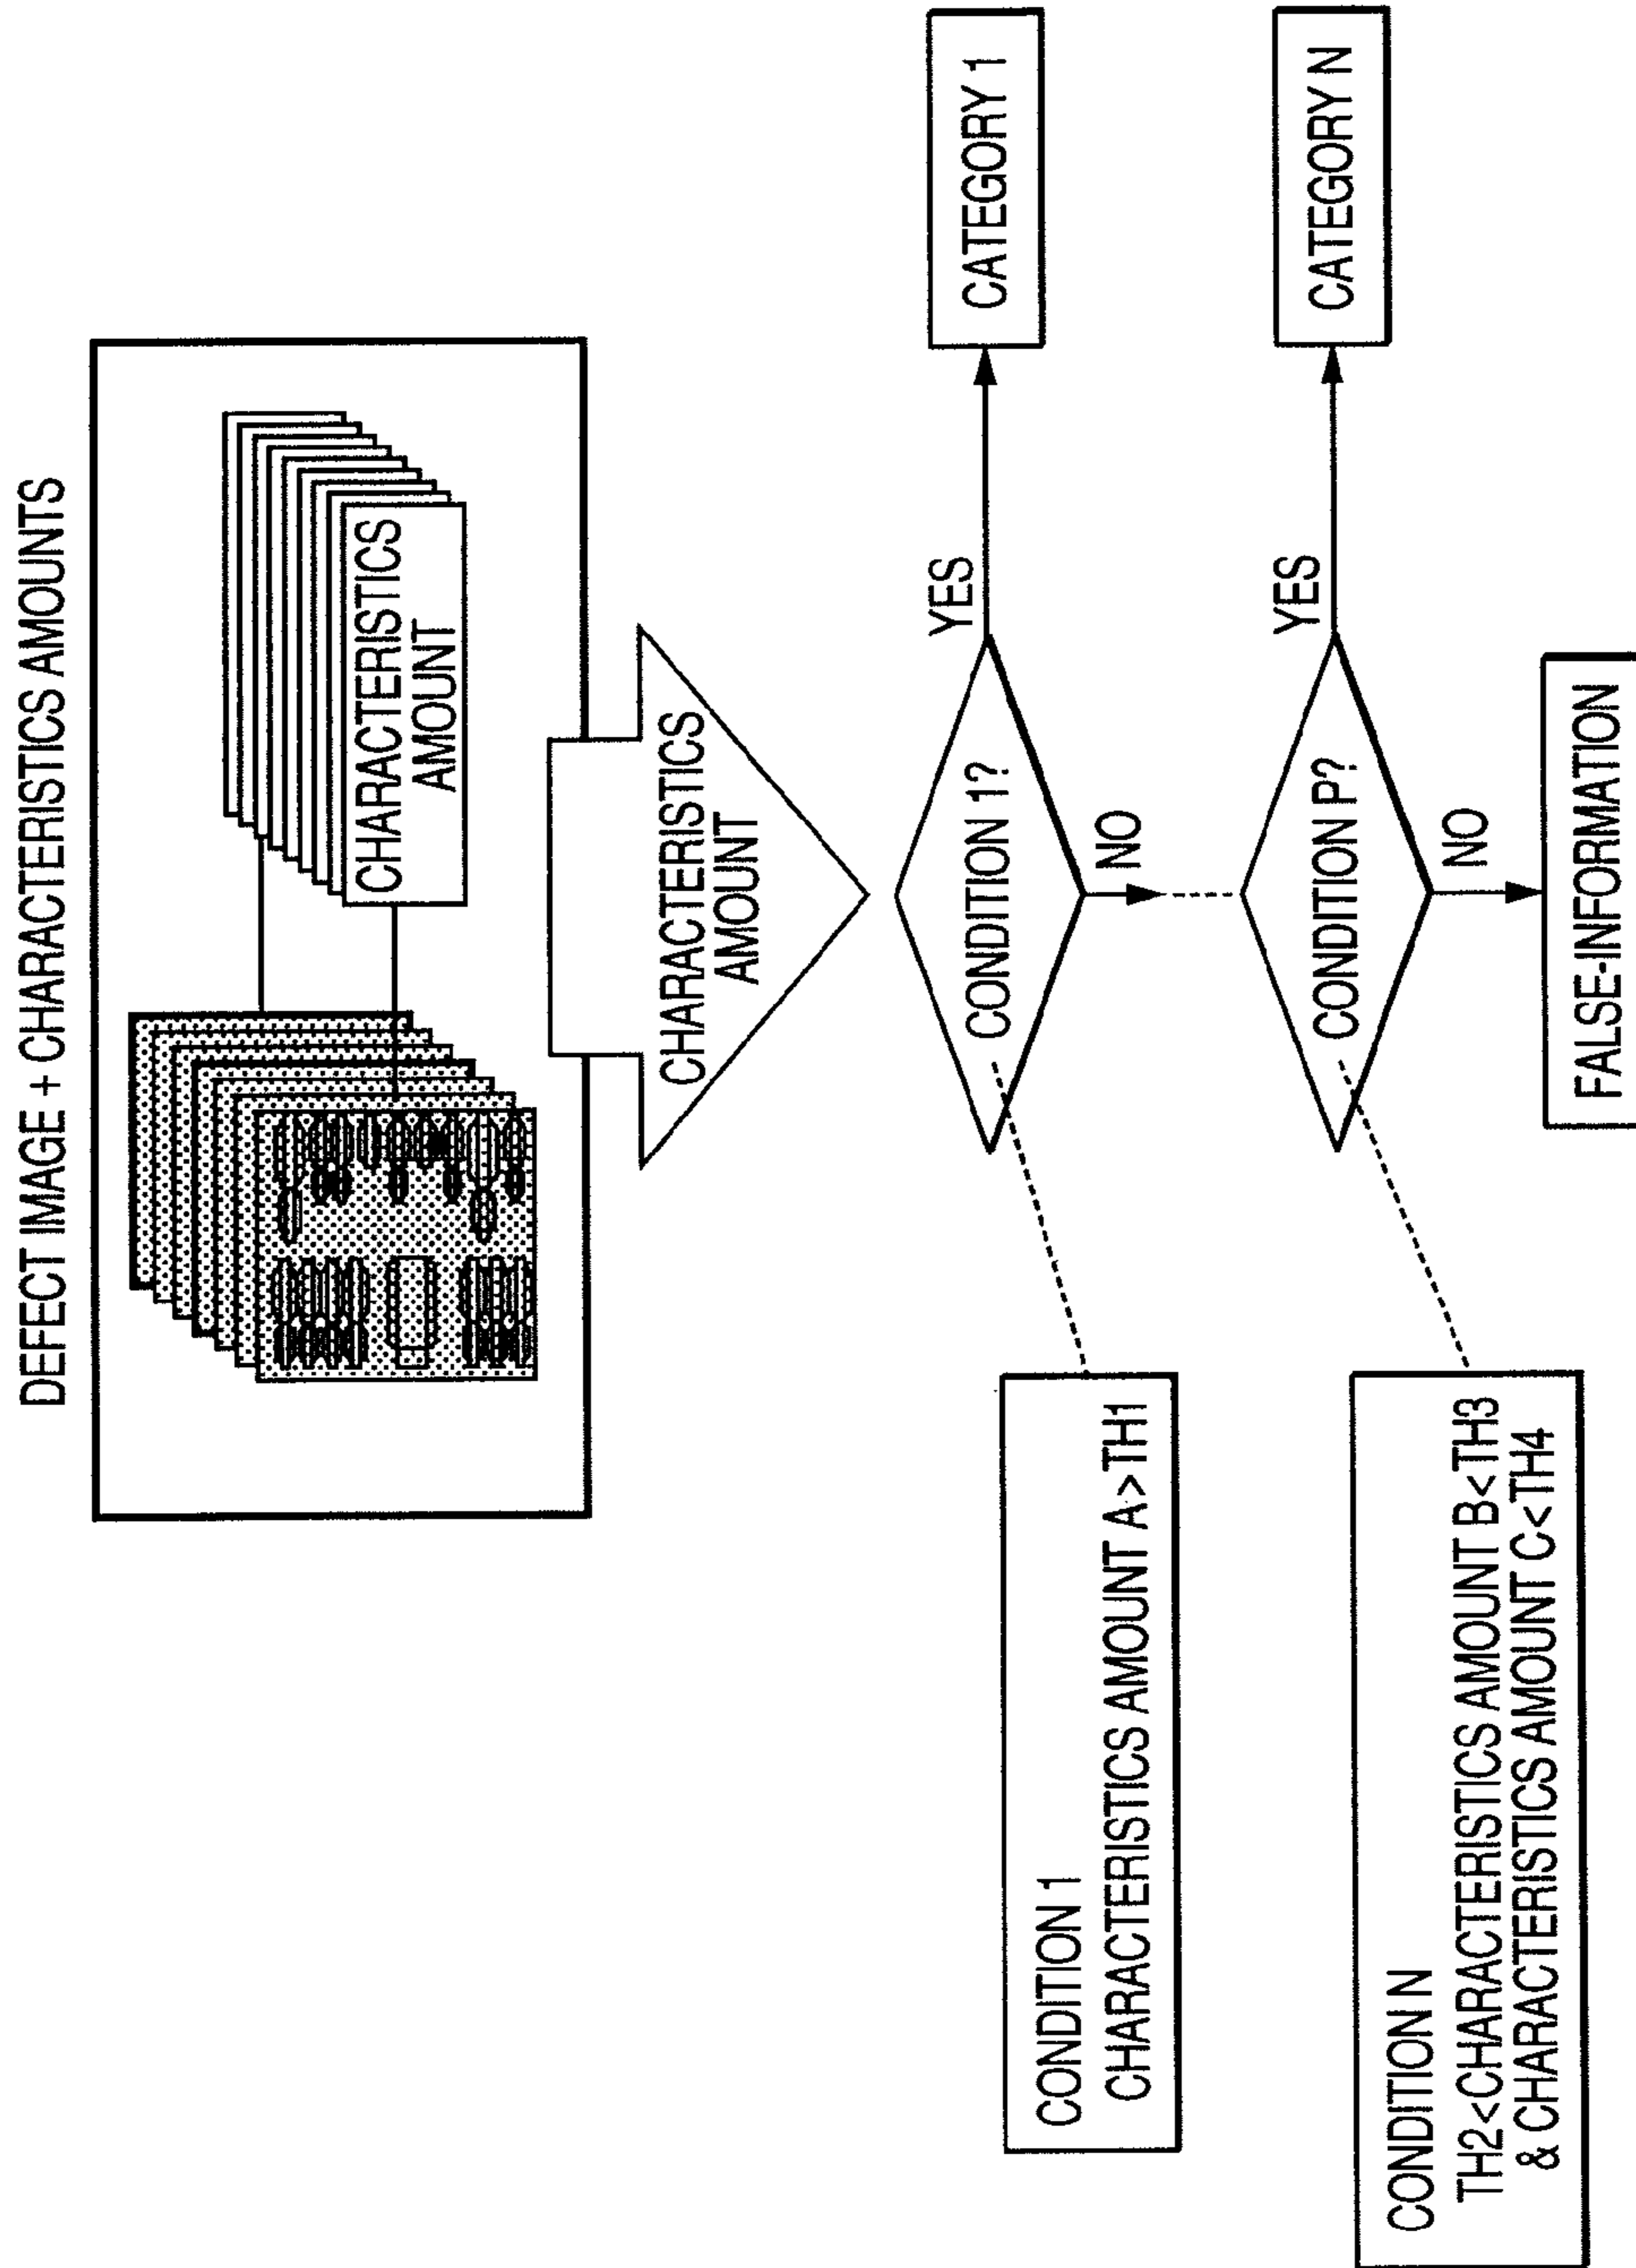 DEFECT IMAGE + CHARACTERISTICS AMOUNTS
CHARACTERISTICS
AMOUNT
CHARACTERISTICS
AMOUNT
CONDITION 1
CHARACTERISTICS AMOUNT A>TH1
CONDITION 1?
YES
CATEGORY 1
NO
CONDITION N
TH2<CHARACTERISTICS AMOUNT B<TH3
& CHARACTERISTICS AMOUNT C<TH4
CONDITION P?
YES
CATEGORY N
NO
FALSE-INFORMATION